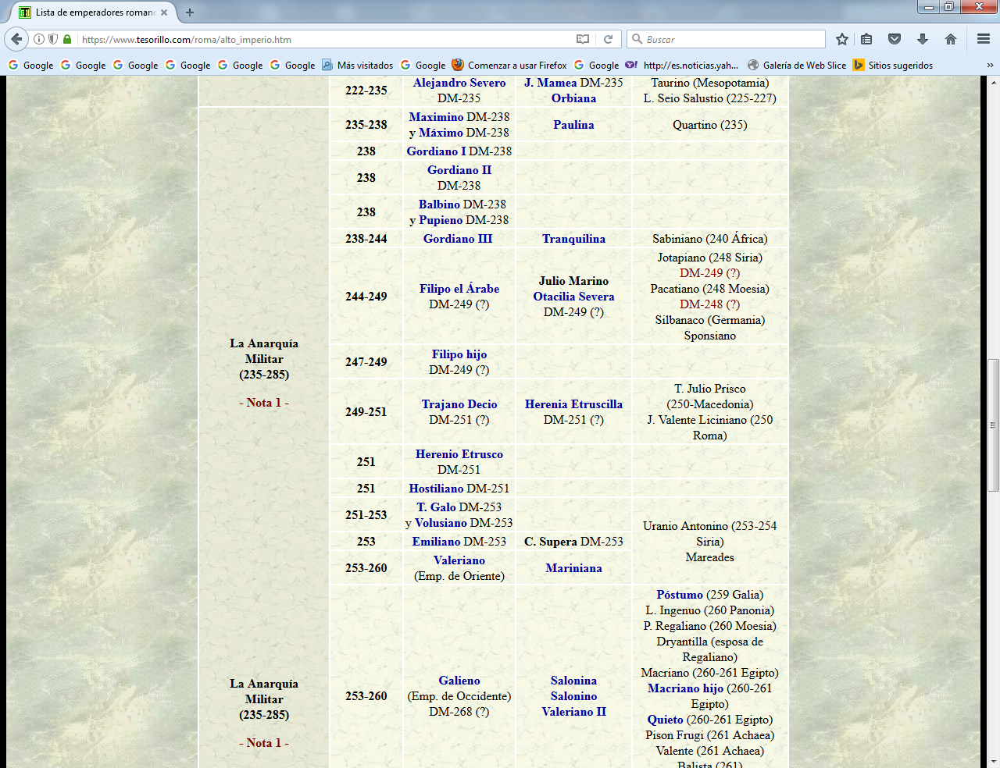 Lista de emperadores roman
https://www.tesorillo.com/roma/alto_imperio.htm
Buscar
Google
Google
Google
Google
Google
Google
Más visitados
Google
Comenzar a usar Firefox
Google
http://es.noticias.yah...
Galería de Web Slice
Sitios sugeridos
222-235
Alejandro Severo
DM-235
J. Mamea DM-235
Orbiana
Taurino (Mesopotamia)
L. Seio Salustio (225-227)
La Anarquía
Militar
(235-285)
- Nota 1 -
235-238
Maximino DM-238
y Máximo DM-238
Paulina
Quartino (235)
238
Gordiano I DM-238
238
Gordiano II
DM-238
238
Balbino DM-238
y Pupieno DM-238
238-244
Gordiano III
Tranquilina
Sabiniano (240 África)
244-249
Filipo el Árabe
DM-249 (?)
Julio Marino
Otacilia Severa
DM-249 (?)
Jotapiano (248 Siria)
DM-249 (?)
Pacatiano (248 Moesia)
DM-248 (?)
Silbanaco (Germania)
Sponsiano
247-249
Filipo hijo
DM-249 (?)
249-251
Trajano Decio
DM-251 (?)
Herenia Etruscilla
DM-251 (?)
T. Julio Prisco
(250-Macedonia)
J. Valente Liciniano (250
Roma)
251
Herenio Etrusco
DM-251
251
Hostiliano DM-251
251-253
T. Galo DM-253
y Volusiano DM-253
Uranio Antonino (253-254
Siria)
Mareades
253
Emiliano DM-253
C. Supera DM-253
253-260
Valeriano
(Emp. de Oriente)
Mariniana
La Anarquía
Militar
(235-285)
- Nota 1 -
253-260
Galieno
(Emp. de Occidente)
DM-268 (?)
Salonina
Salonino
Valeriano II
Póstumo (259 Galia)
L. Ingenuo (260 Panonia)
P. Regaliano (260 Moesia)
Dryantilla (esposa de
Regaliano)
Macriano (260-261 Egipto)
Macriano hijo (260-261
Egipto)
Quieto (260-261 Egipto)
Pison Frugi (261 Achaea)
Valente (261 Achaea)
Balista (261)